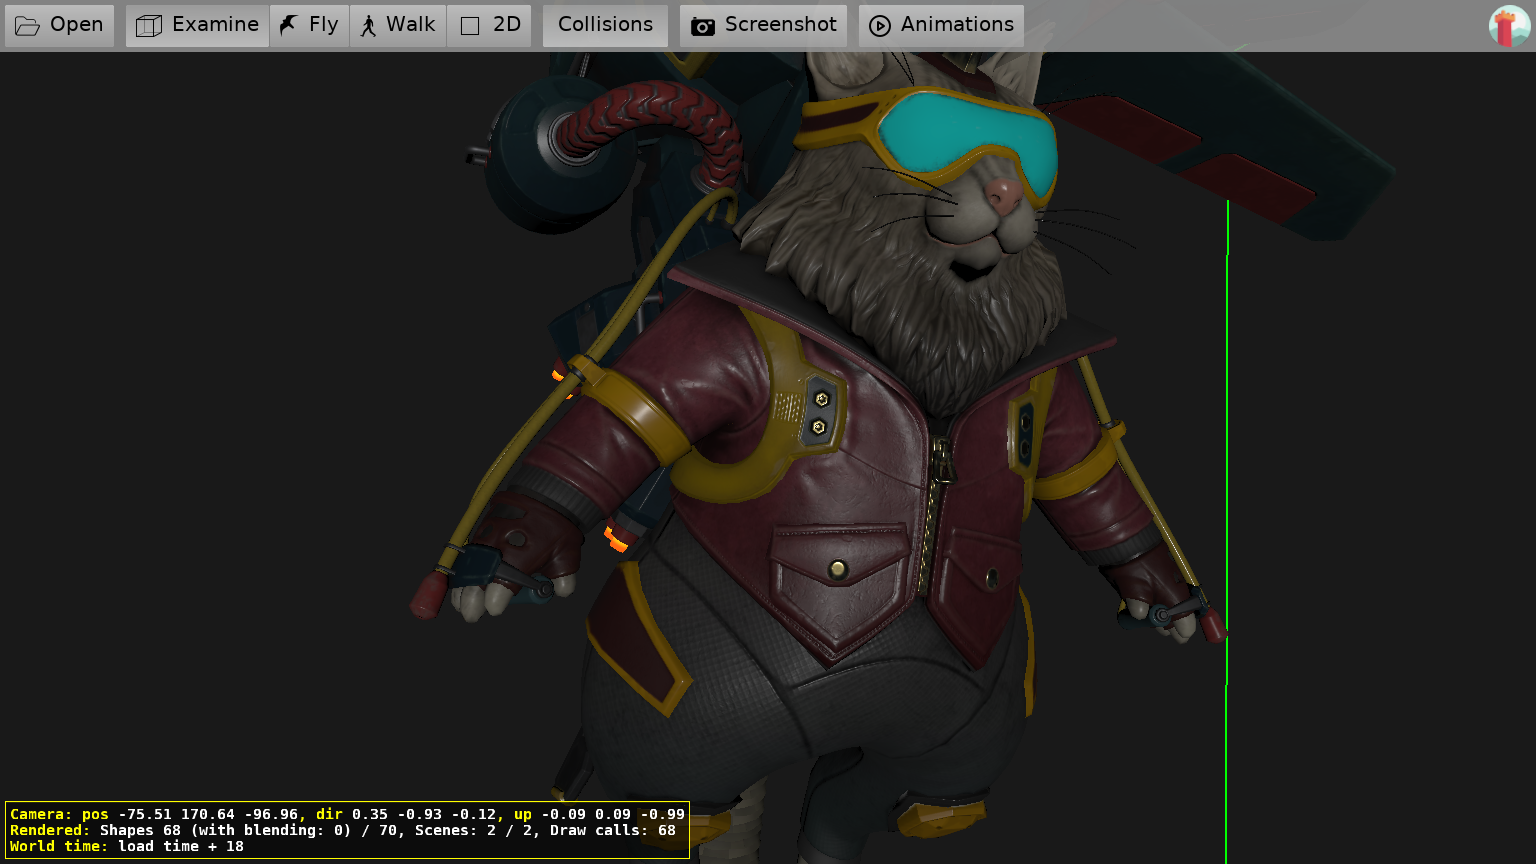 Open Examine Fly Walk 2D Collisions Screenshot Animations
Camera: pos -75.51 170.64 -96.96, dir 0.35 -0.93 -0.12, up -0.09 0.09 -0.99
Rendered: Shapes 68 (with blending: 0) / 70, Scenes: 2 / 2, Draw calls: 68
World time: load time + 18